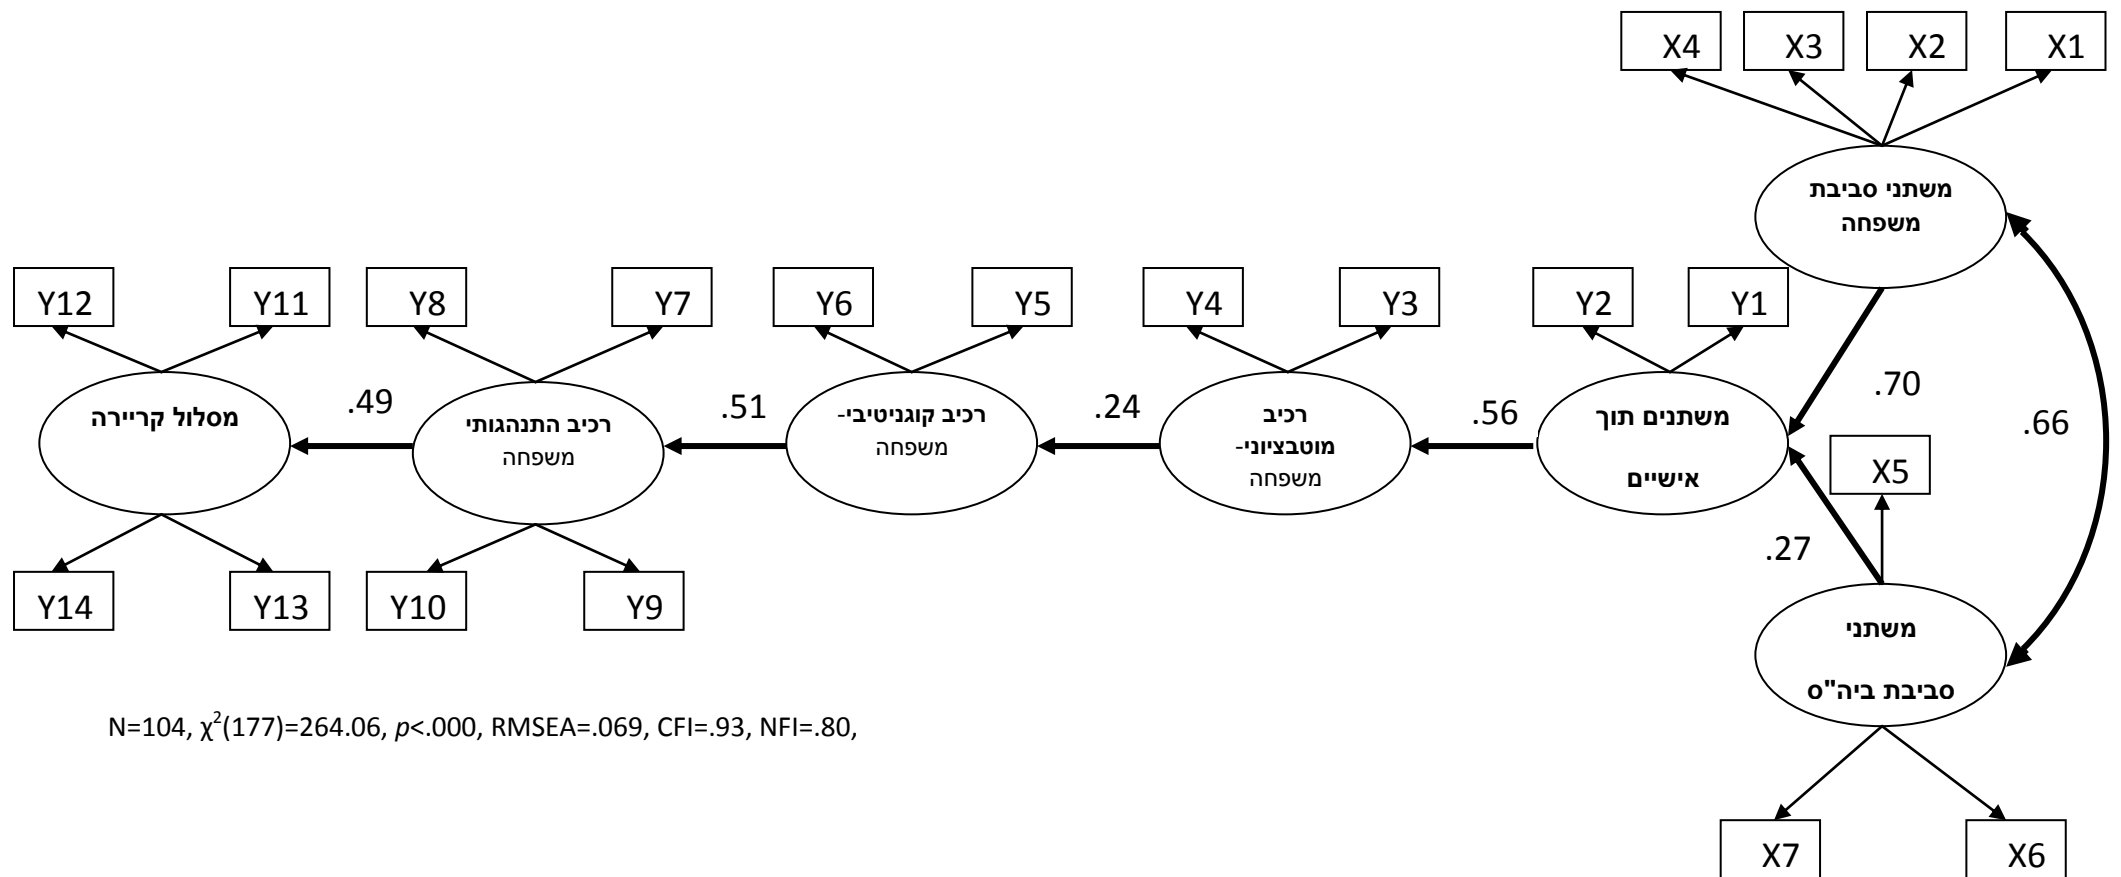 X4 X3 X2 X1
משתני סביבת
משפחה
Y12 Y11 Y8 Y7 Y6 Y5 Y4 Y3 Y2 Y1
מסלול קריירה
.49
רכיב התנהגותי
משפחה
.51
רכיב קוגניטיבי-
משפחה
.24
רכיב
מוטבציוני-
משפחה
.56
משתנים תוך
אישיים
.70
.66
X5
.27
Y14 Y13 Y10 Y9
משתני
סביבת ביה"ס
N=104, χ²(177)=264.06, p<.000, RMSEA=.069, CFI=.93, NFI=.80,
X7 X6